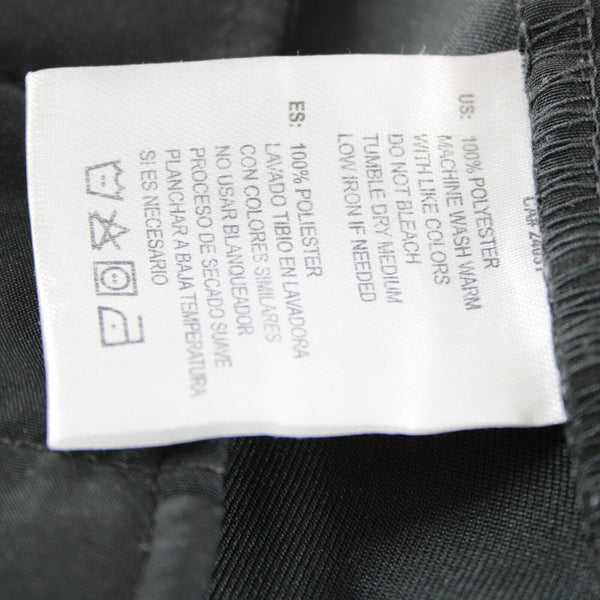 US: 100% POLYESTER
MACHINE WASH WARM
WITH LIKE COLORS
DO NOT BLEACH
TUMBLE DRY MEDIUM
LOW IRON IF NEEDED
ES: 100% POLIESTER
LAVADO TIBIO EN LAVADORA
CON COLORES SIMILARES
NO USAR BLANQUEADOR
PROCESO DE SECADO SUAVE
PLANCHAR A BAJA TEMPERATURA
SI ES NECESARIO